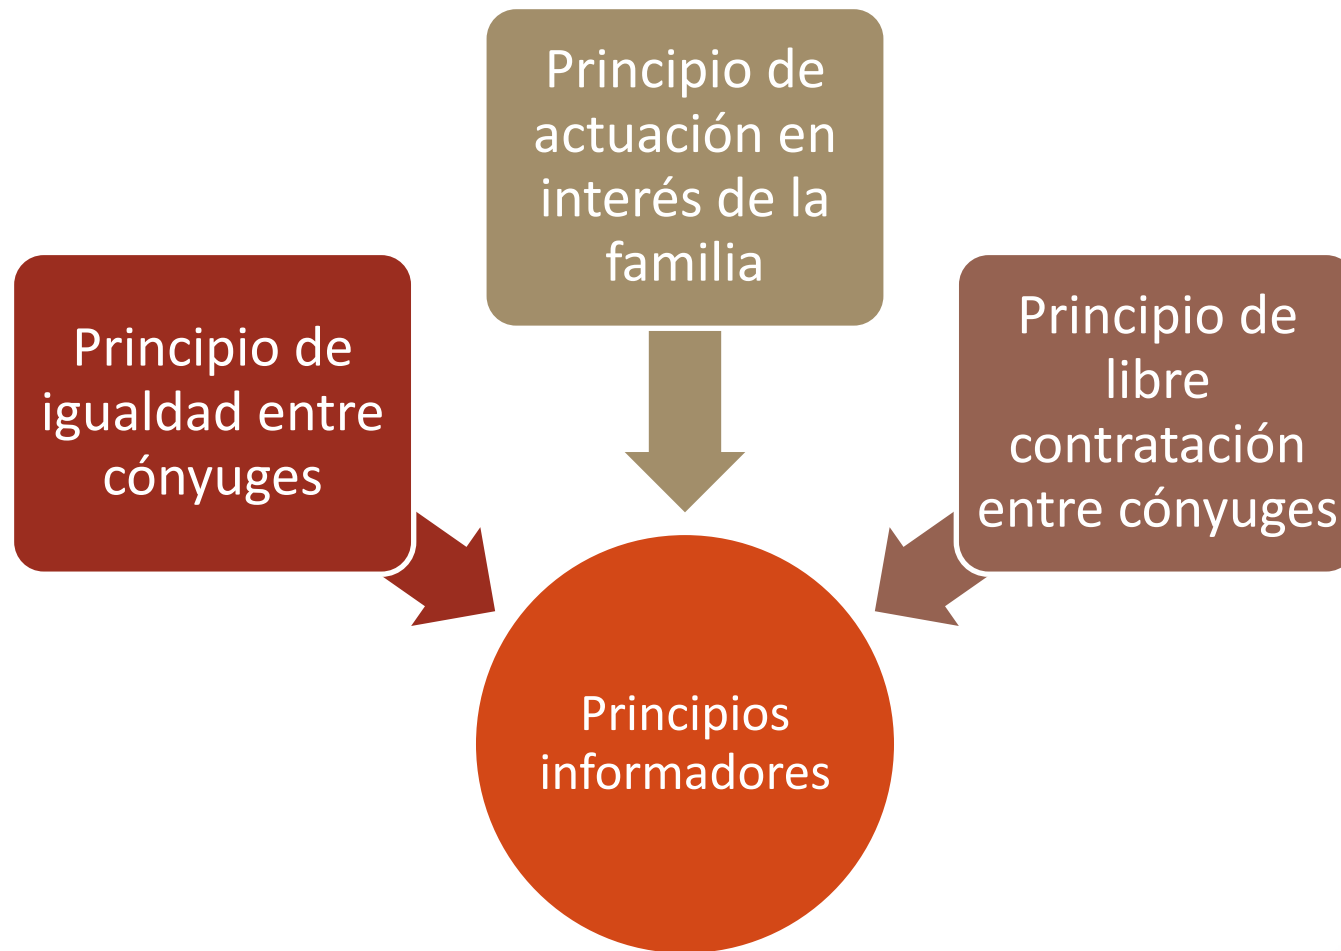 Principio de
igualdad entre
cónyuges
Principio de
actuación en
interés de la
familia
Principio de
libre
contratación
entre cónyuges
Principios
informadores